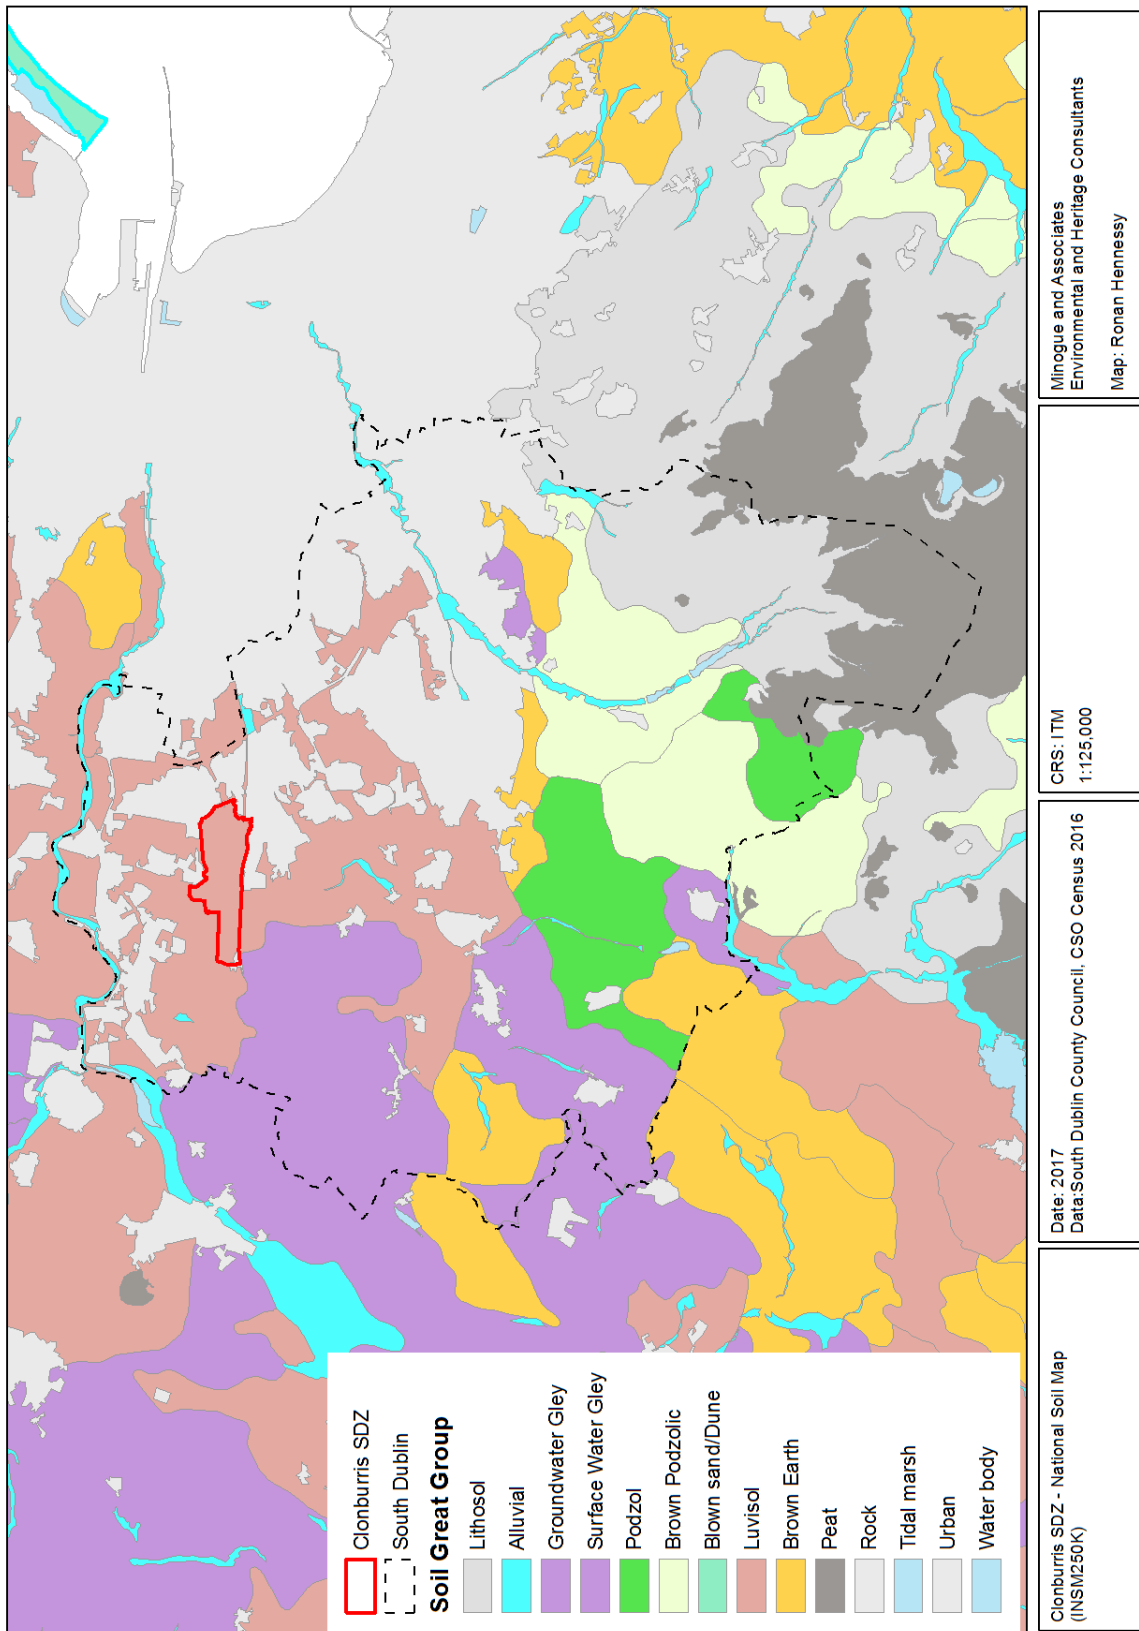 Clonburris SDZ
South Dublin
Soil Great Group
Lithosol
Alluvial
Groundwater Gley
Surface Water Gley
Podzol
Brown Podzolic
Blown sand/Dune
Luvisol
Brown Earth
Peat
Rock
Tidal marsh
Urban
Water body
Clonburris SDZ - National Soil Map
(INSM250K)
Date: 2017
Data:South Dublin County Council, CSO Census 2016
CRS: ITM
1:125,000
Minogue and Associates
Environmental and Heritage Consultants
Map: Ronan Hennessy